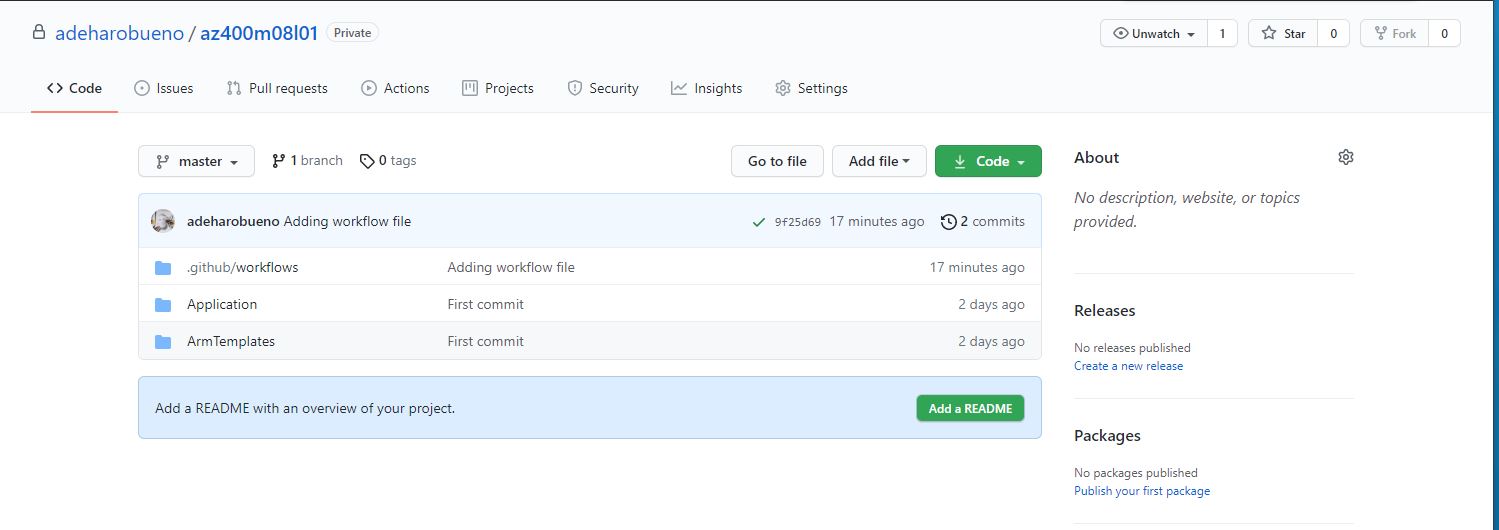 adeharobueno / az400m08l01 Private
Unwatch 1 Star 0 Fork 0
Code Issues Pull requests Actions Projects Security Insights Settings
master 1 branch 0 tags Go to file Add file Code
adeharobueno Adding workflow file 9f25d69 17 minutes ago 2 commits
.github/workflows Adding workflow file 17 minutes ago
Application First commit 2 days ago
ArmTemplates First commit 2 days ago
Add a README with an overview of your project. Add a README
About
No description, website, or topics
provided.
Releases
No releases published
Create a new release
Packages
No packages published
Publish your first package